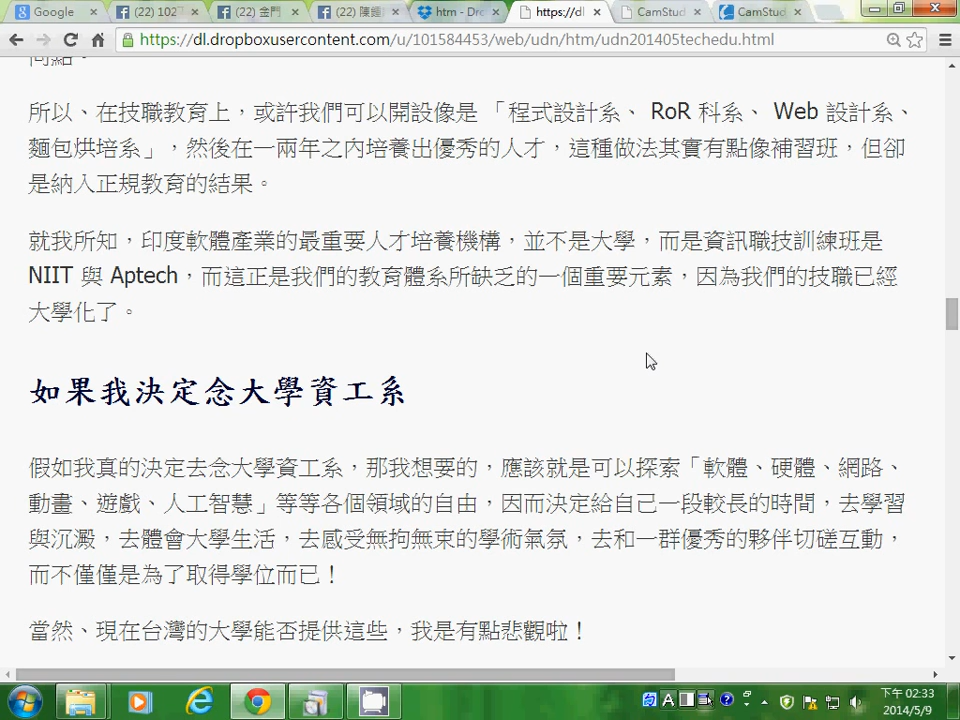 Google
(22) 1027
(22) 金門
(22) 陳鍾
htm - Dro
https://dl
CamStud
CamStud
https://dl.dropboxusercontent.com/u/101584453/web/udn/htm/udn201405techedu.html
問點。
所以、在技職教育上，或許我們可以開設像是 「程式設計系、 RoR 科系、 Web 設計系、
麵包烘培系」，然後在一兩年之內培養出優秀的人才，這種做法其實有點像補習班，但卻
是納入正規教育的結果。
就我所知，印度軟體產業的最重要人才培養機構，並不是大學，而是資訊職技訓練班是
NIIT 與 Aptech，而這正是我們的教育體系所缺乏的一個重要元素，因為我們的技職已經
大學化了。
如果我決定念大學資工系
假如我真的決定去念大學資工系，那我想要的，應該就是可以探索「軟體、硬體、網路、
動畫、遊戲、人工智慧」等等各個領域的自由，因而決定給自己一段較長的時間，去學習
與沉澱，去體會大學生活，去感受無拘無束的學術氣氛，去和一群優秀的夥伴切磋互動，
而不僅僅是為了取得學位而已！
當然、現在台灣的大學能否提供這些，我是有點悲觀啦！
下午 02:33
2014/5/9